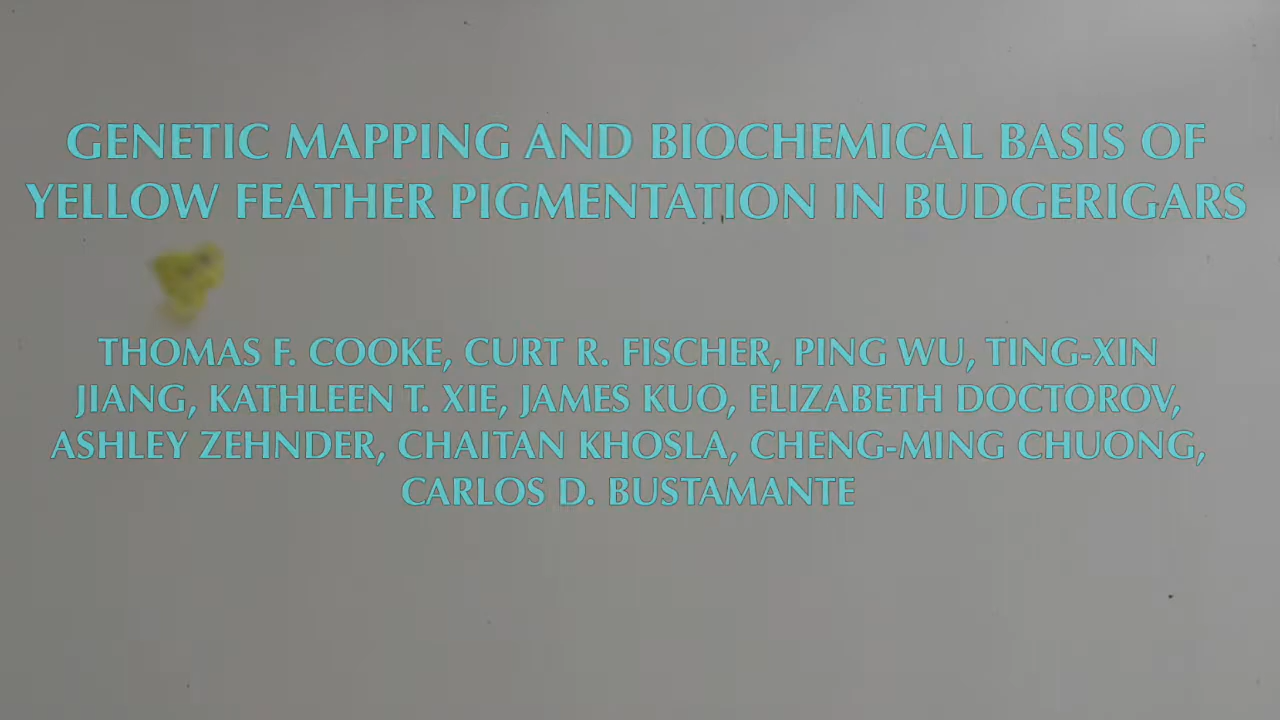 GENETIC MAPPING AND BIOCHEMICAL BASIS OF
YELLOW FEATHER PIGMENTATION IN BUDGERIGARS
THOMAS F. COOKE, CURT R. FISCHER, PING WU, TING-XIN
JIANG, KATHLEEN T. XIE, JAMES KUO, ELIZABETH DOCTOROV,
ASHLEY ZEHNDER, CHAITAN KHOSLA, CHENG-MING CHUONG,
CARLOS D. BUSTAMANTE